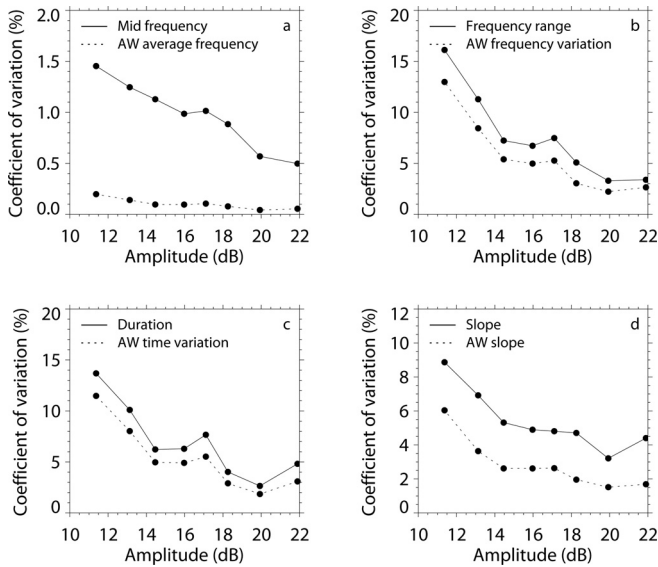 2.0
1.5
1.0
0.5
0.0
Coefficient of variation (%)
Mid frequency
AW average frequency
a
10 12 14 16 18 20 22
Amplitude (dB)
20
15
10
5
0
Coefficient of variation (%)
Frequency range
AW frequency variation
b
10 12 14 16 18 20 22
Amplitude (dB)
20
15
10
5
0
Coefficient of variation (%)
Duration
AW time variation
c
10 12 14 16 18 20 22
Amplitude (dB)
12
10
8
6
4
2
0
Coefficient of variation (%)
Slope
AW slope
d
10 12 14 16 18 20 22
Amplitude (dB)